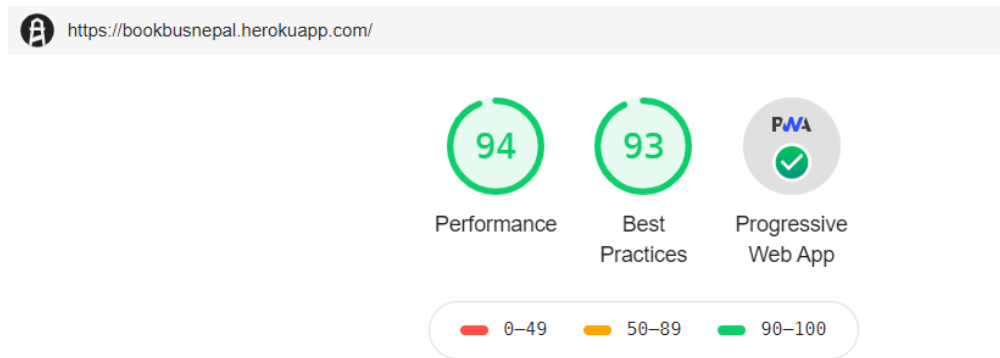 https://bookbusnepal.herokuapp.com/
94
93
PWA
Performance
Best
Practices
Progressive
Web App
0–49 50–89 90–100